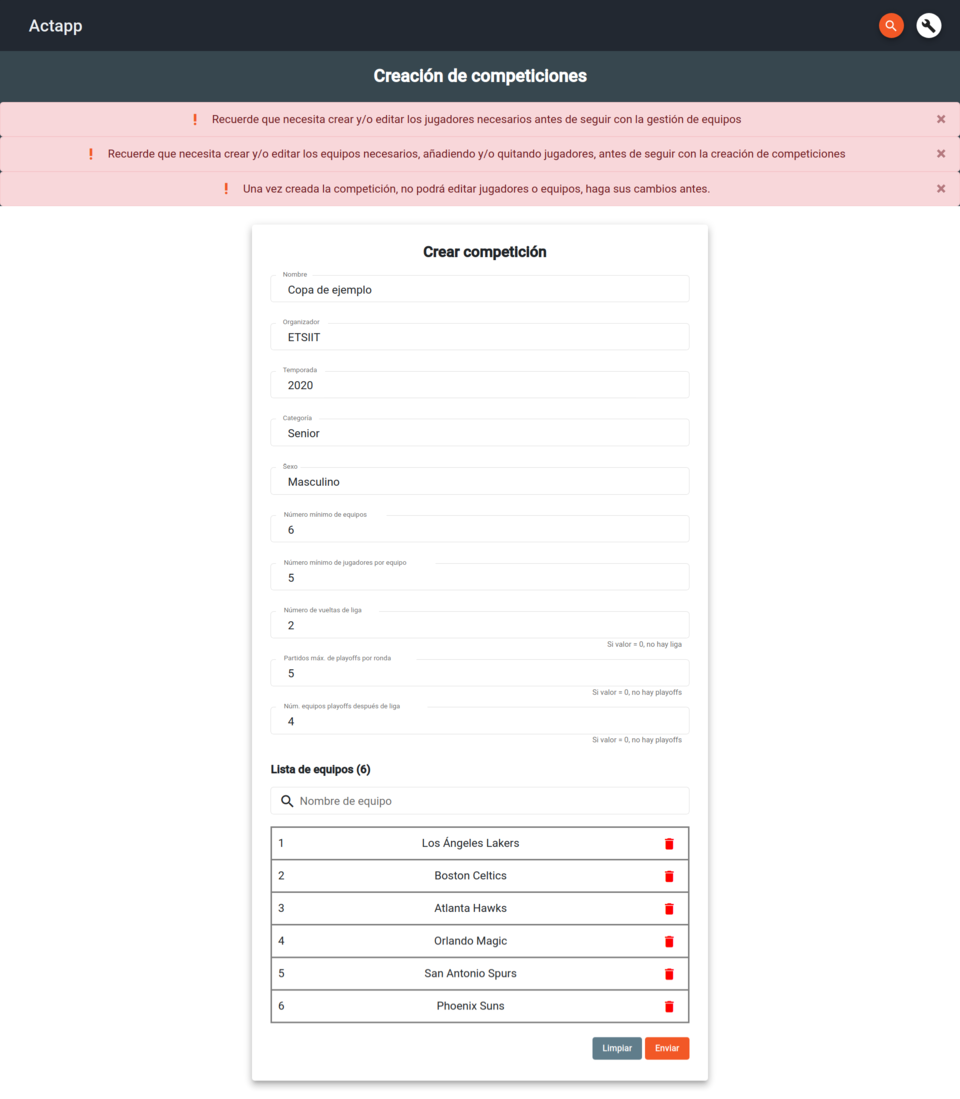 Actapp
Creación de competiciones
Recuerde que necesita crear y/o editar los jugadores necesarios antes de seguir con la gestión de equipos
Recuerde que necesita crear y/o editar los equipos necesarios, añadiendo y/o quitando jugadores, antes de seguir con la creación de competiciones
Una vez creada la competición, no podrá editar jugadores o equipos, haga sus cambios antes.
Crear competición
Nombre
Copa de ejemplo
Organizador
ETSIIT
Temporada
2020
Categoría
Senior
Sexo
Masculino
Número mínimo de equipos
6
Número mínimo de jugadores por equipo
5
Número de vueltas de liga
2
Si valor = 0, no hay liga
Partidos máx. de playoffs por ronda
5
Si valor = 0, no hay playoffs
Núm. equipos playoffs después de liga
4
Si valor = 0, no hay playoffs
Lista de equipos (6)
Nombre de equipo
1 Los Ángeles Lakers
2 Boston Celtics
3 Atlanta Hawks
4 Orlando Magic
5 San Antonio Spurs
6 Phoenix Suns
Limpiar Enviar